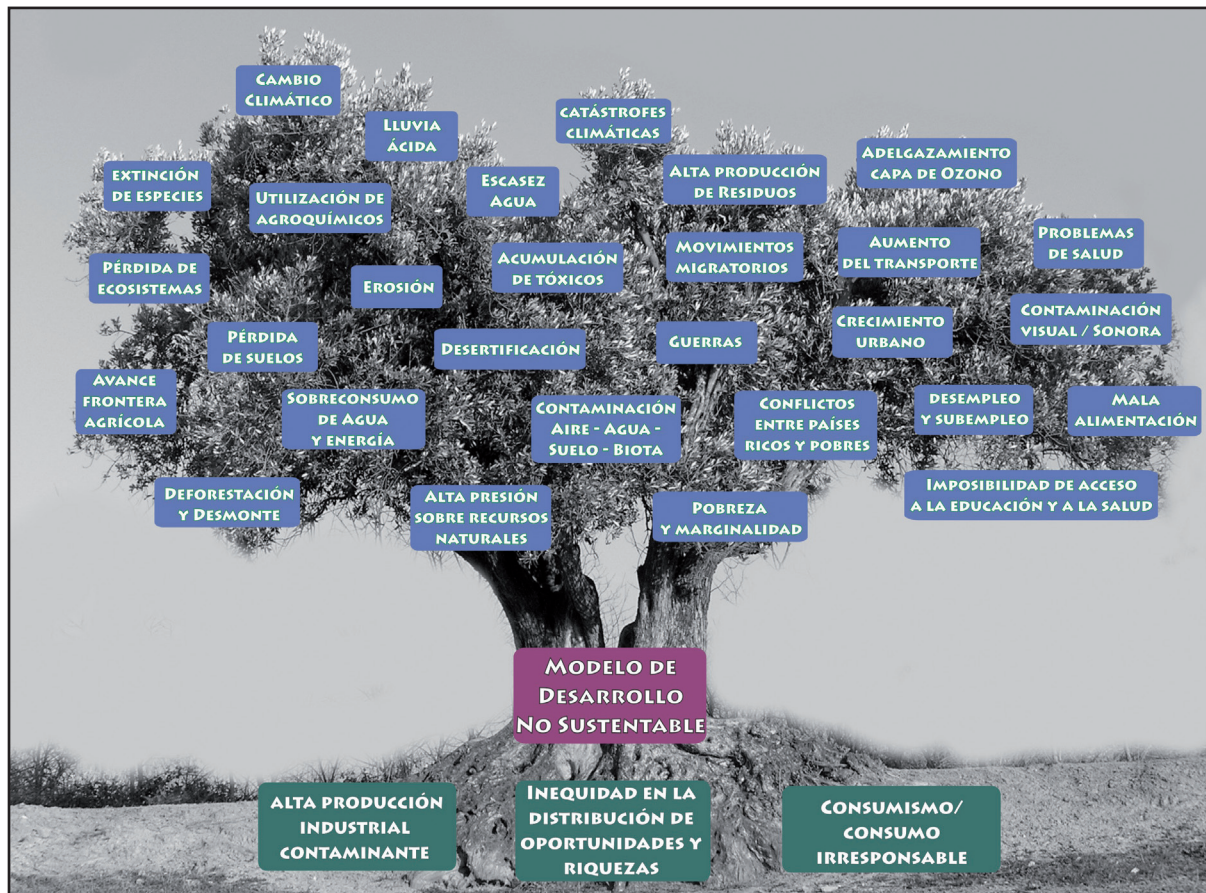 CAMBIO
CLIMÁTICO
LLUVIA
ÁCIDA
CATÁSTROFES
CLIMÁTICAS
EXTINCIÓN
DE ESPECIES
UTILIZACIÓN DE
AGROQUÍMICOS
ESCASEZ
AGUA
ALTA PRODUCCIÓN
DE RESIDUOS
ADELGAZAMIENTO
CAPA DE OZONO
PÉRDIDA DE
ECOSISTEMAS
EROSIÓN
ACUMULACIÓN
DE TÓXICOS
MOVIMIENTOS
MIGRATORIOS
AUMENTO
DEL TRANSPORTE
PROBLEMAS
DE SALUD
PÉRDIDA
DE SUELOS
DESERTIFICACIÓN
GUERRAS
CRECIMIENTO
URBANO
CONTAMINACIÓN
VISUAL / SONORA
AVANCE
FRONTERA
AGRÍCOLA
SOBRECONSUMO
DE AGUA
Y ENERGÍA
CONTAMINACIÓN
AIRE - AGUA -
SUELO - BIOTA
CONFLICTOS
ENTRE PAÍSES
RICOS Y POBRES
DESEMPLEO
Y SUBEMPLEO
MALA
ALIMENTACIÓN
DEFORESTACIÓN
Y DESMONTE
ALTA PRESIÓN
SOBRE RECURSOS
NATURALES
POBREZA
Y MARGINALIDAD
IMPOSIBILIDAD DE ACCESO
A LA EDUCACIÓN Y A LA SALUD
MODELO DE
DESARROLLO
NO SUSTENTABLE
ALTA PRODUCCIÓN
INDUSTRIAL
CONTAMINANTE
INEQUIDAD EN LA
DISTRIBUCIÓN DE
OPORTUNIDADES Y
RIQUEZAS
CONSUMISMO/
CONSUMO
IRRESPONSABLE